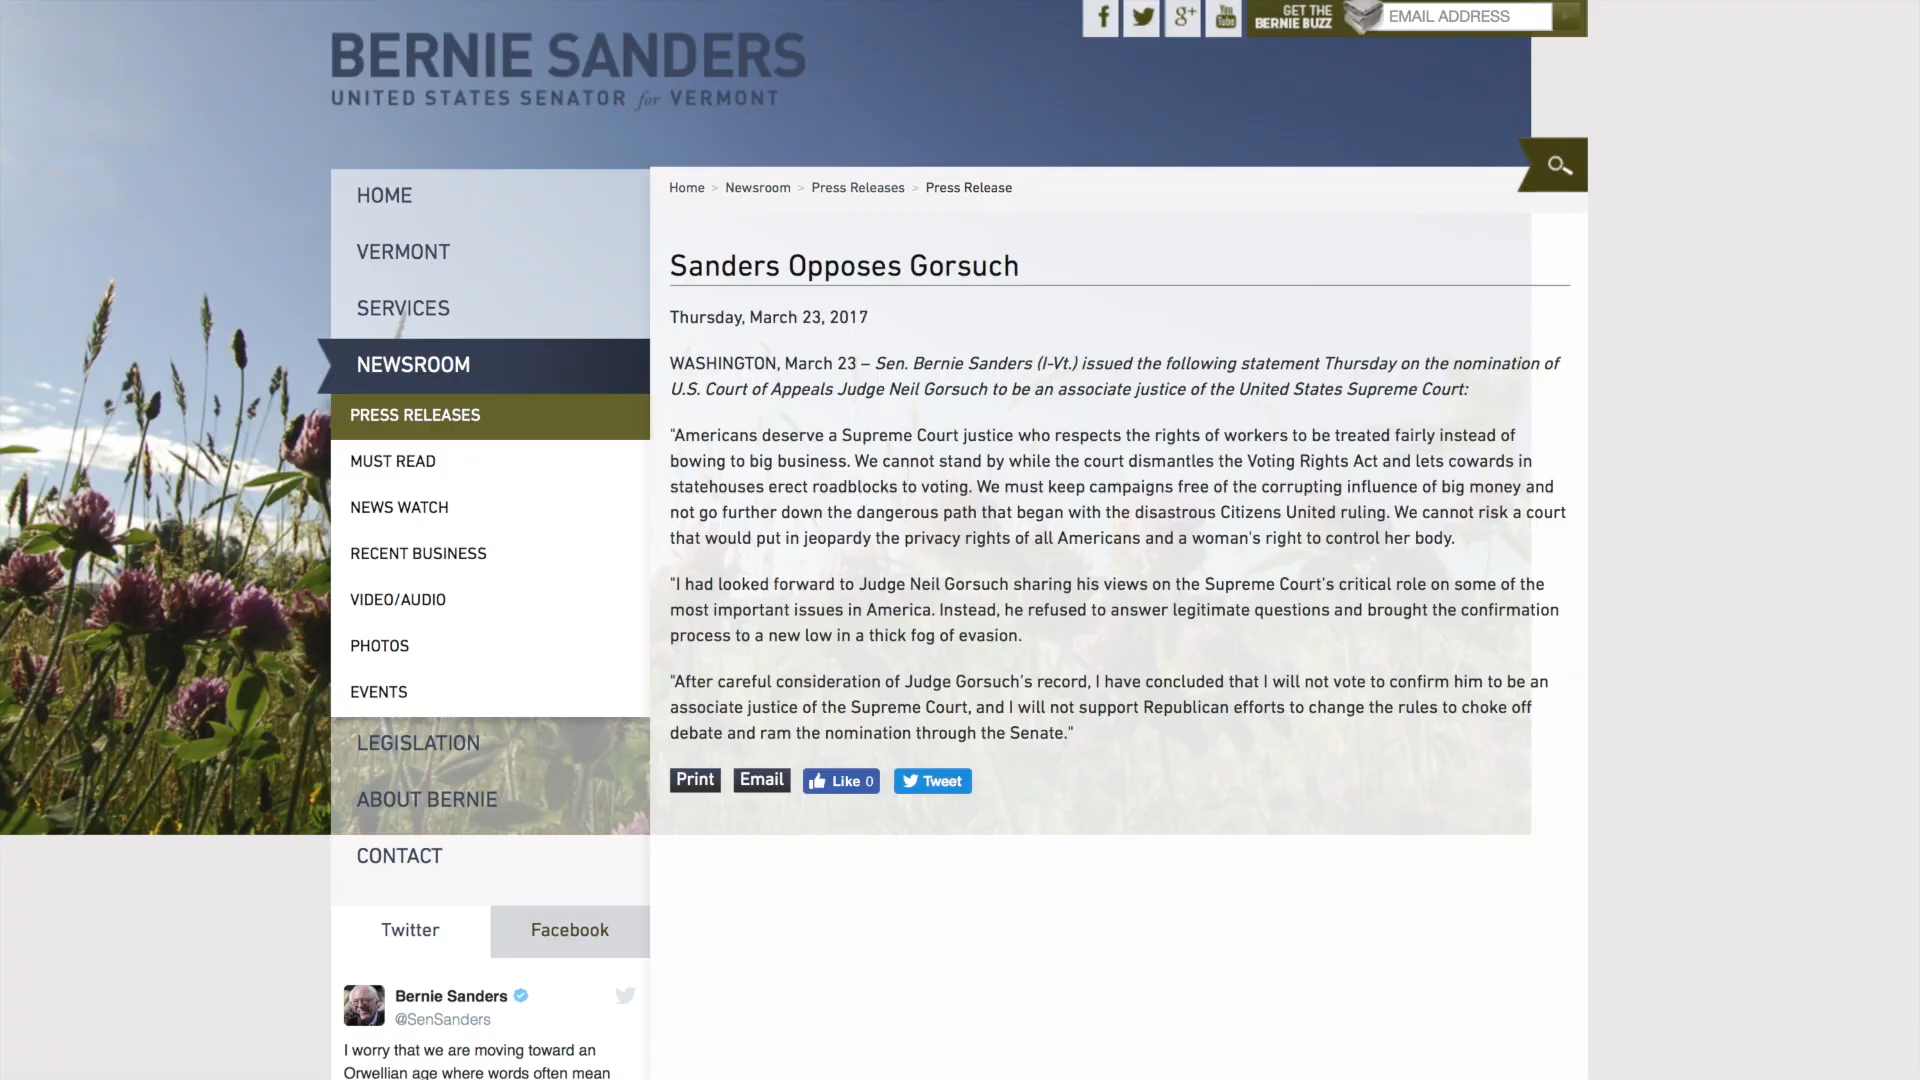 GET THE
BERNIE BUZZ
EMAIL ADDRESS
g+
You
Tube
BERNIE SANDERS
UNITED STATES SENATOR for VERMONT
HOME
VERMONT
SERVICES
NEWSROOM
PRESS RELEASES
MUST READ
NEWS WATCH
RECENT BUSINESS
VIDEO/AUDIO
PHOTOS
EVENTS
LEGISLATION
ABOUT BERNIE
CONTACT
Home > Newsroom > Press Releases > Press Release
Sanders Opposes Gorsuch
Thursday, March 23, 2017
WASHINGTON, March 23 – Sen. Bernie Sanders (I-Vt.) issued the following statement Thursday on the nomination of
U.S. Court of Appeals Judge Neil Gorsuch to be an associate justice of the United States Supreme Court:
"Americans deserve a Supreme Court justice who respects the rights of workers to be treated fairly instead of
bowing to big business. We cannot stand by while the court dismantles the Voting Rights Act and lets cowards in
statehouses erect roadblocks to voting. We must keep campaigns free of the corrupting influence of big money and
not go further down the dangerous path that began with the disastrous Citizens United ruling. We cannot risk a court
that would put in jeopardy the privacy rights of all Americans and a woman's right to control her body.
"I had looked forward to Judge Neil Gorsuch sharing his views on the Supreme Court's critical role on some of the
most important issues in America. Instead, he refused to answer legitimate questions and brought the confirmation
process to a new low in a thick fog of evasion.
"After careful consideration of Judge Gorsuch's record, I have concluded that I will not vote to confirm him to be an
associate justice of the Supreme Court, and I will not support Republican efforts to change the rules to choke off
debate and ram the nomination through the Senate."
Print Email Like 0 Tweet
Twitter Facebook
Bernie Sanders
@SenSanders
I worry that we are moving toward an
Orwellian age where words often mean